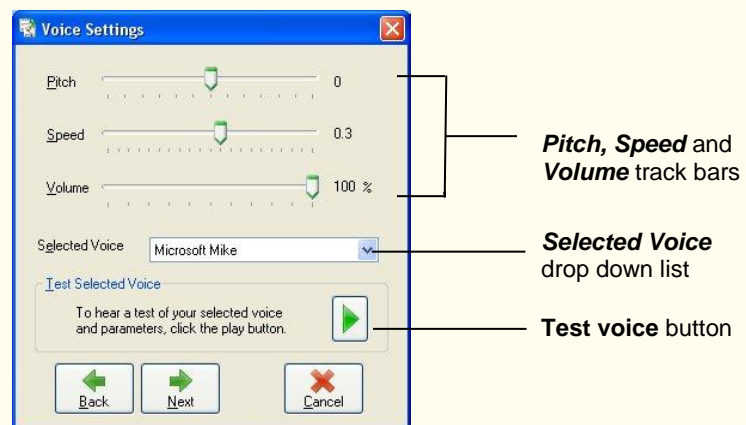 Voice Settings
Pitch 0
Speed 0.3
Volume 100 %
Pitch, Speed and
Volume track bars
Selected Voice Microsoft Mike
Selected Voice
drop down list
Test Selected Voice
To hear a test of your selected voice
and parameters, click the play button.
Test voice button
Back Next Cancel